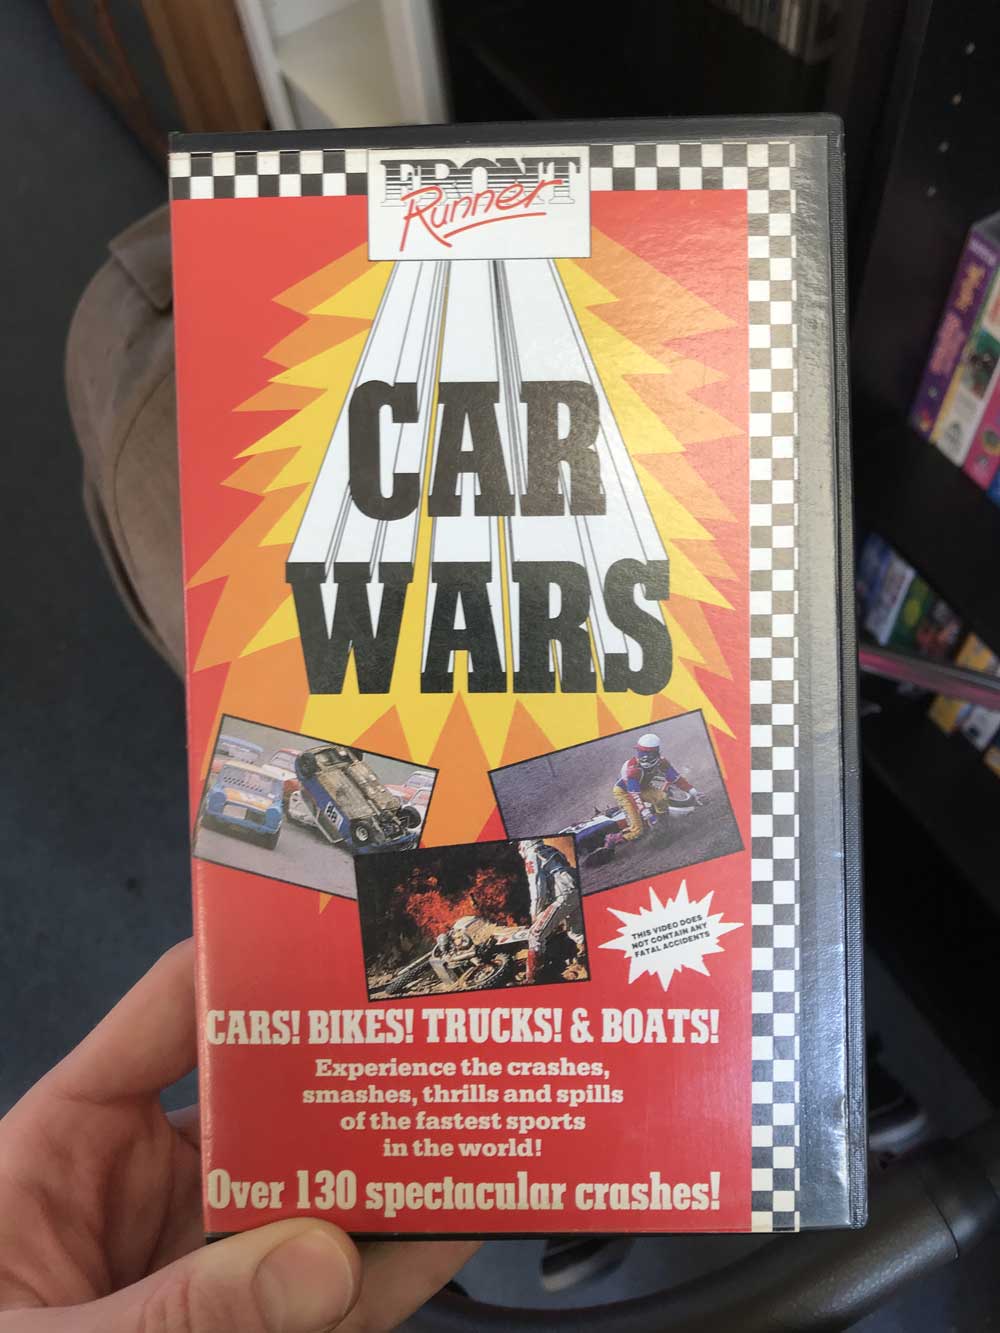 FRONT
Runner
CAR
WARS
THIS VIDEO DOES
NOT CONTAIN ANY
FATAL ACCIDENTS
CARS! BIKES! TRUCKS! & BOATS!
Experience the crashes,
smashes, thrills and spills
of the fastest sports
in the world!
Over 130 spectacular crashes!